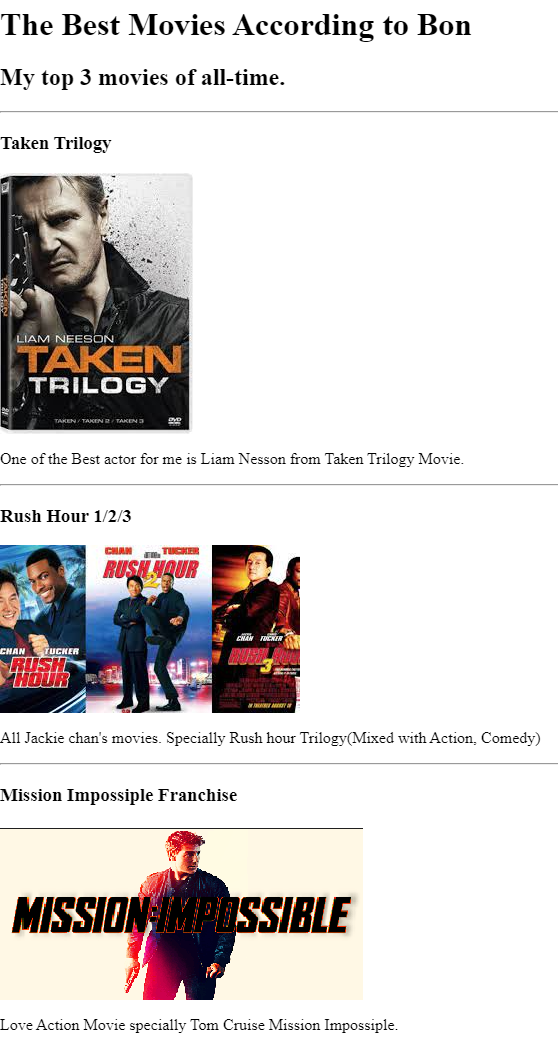 The Best Movies According to Bon
My top 3 movies of all-time.
Taken Trilogy
LIAM NEESON
TAKEN
TRILOGY
TAKEN / TAKEN 2 / TAKEN 3
DVD
One of the Best actor for me is Liam Nesson from Taken Trilogy Movie.
Rush Hour 1/2/3
CHAN TUCKER
RUSH
HOUR
CHAN TUCKER
RUSH HOUR
2
CHAN TUCKER
RUSH HOU
3
All Jackie chan's movies. Specially Rush hour Trilogy(Mixed with Action, Comedy)
Mission Impossiple Franchise
MISSION:IMPOSSIBLE
Love Action Movie specially Tom Cruise Mission Impossiple.